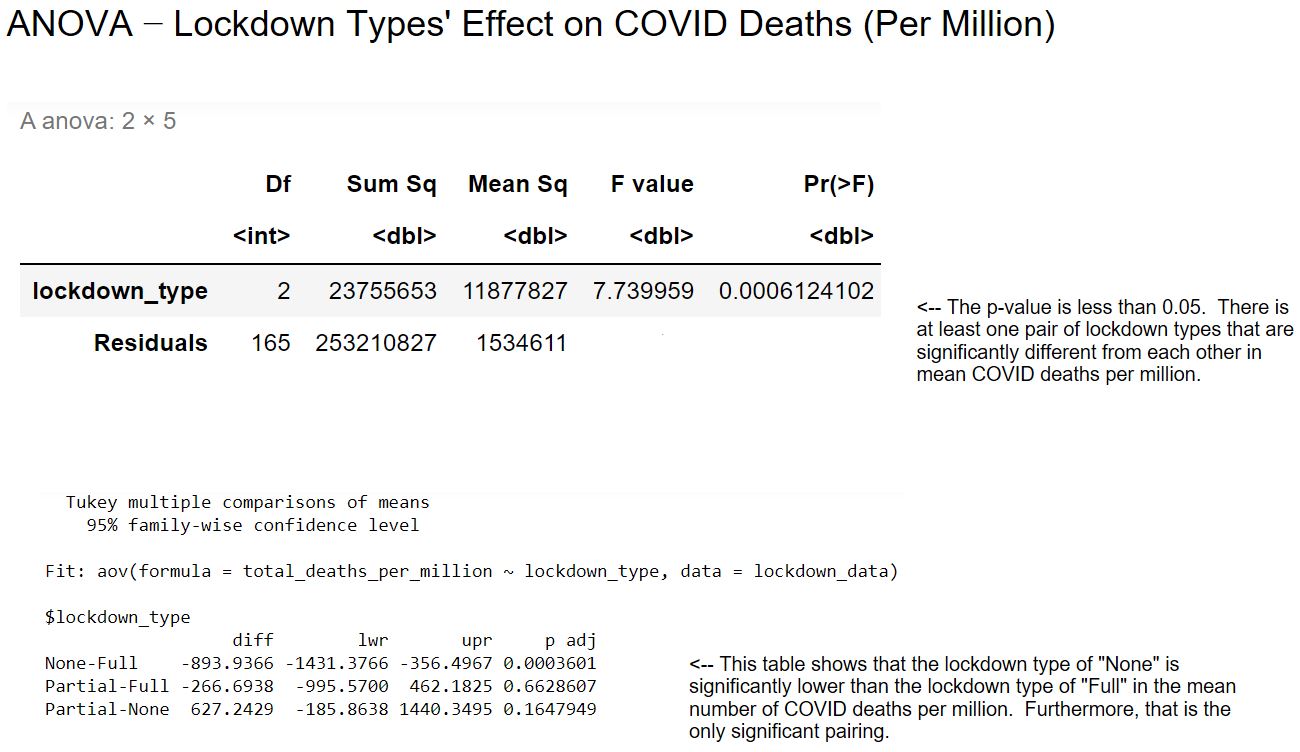 ANOVA – Lockdown Types' Effect on COVID Deaths (Per Million)
A anova: 2 × 5
Df Sum Sq Mean Sq F value Pr(>F)
<int> <dbl> <dbl> <dbl> <dbl>
lockdown_type 2 23755653 11877827 7.739959 0.0006124102
Residuals 165 253210827 1534611
<-- The p-value is less than 0.05. There is
at least one pair of lockdown types that are
significantly different from each other in
mean COVID deaths per million.
Tukey multiple comparisons of means
95% family-wise confidence level
Fit: aov(formula = total_deaths_per_million ~ lockdown_type, data = lockdown_data)
$lockdown_type
diff lwr upr p adj
None-Full -893.9366 -1431.3766 -356.4967 0.0003601
Partial-Full -266.6938 -995.5700 462.1825 0.6628607
Partial-None 627.2429 -185.8638 1440.3495 0.1647949
<-- This table shows that the lockdown type of "None" is
significantly lower than the lockdown type of "Full" in the mean
number of COVID deaths per million. Furthermore, that is the
only significant pairing.